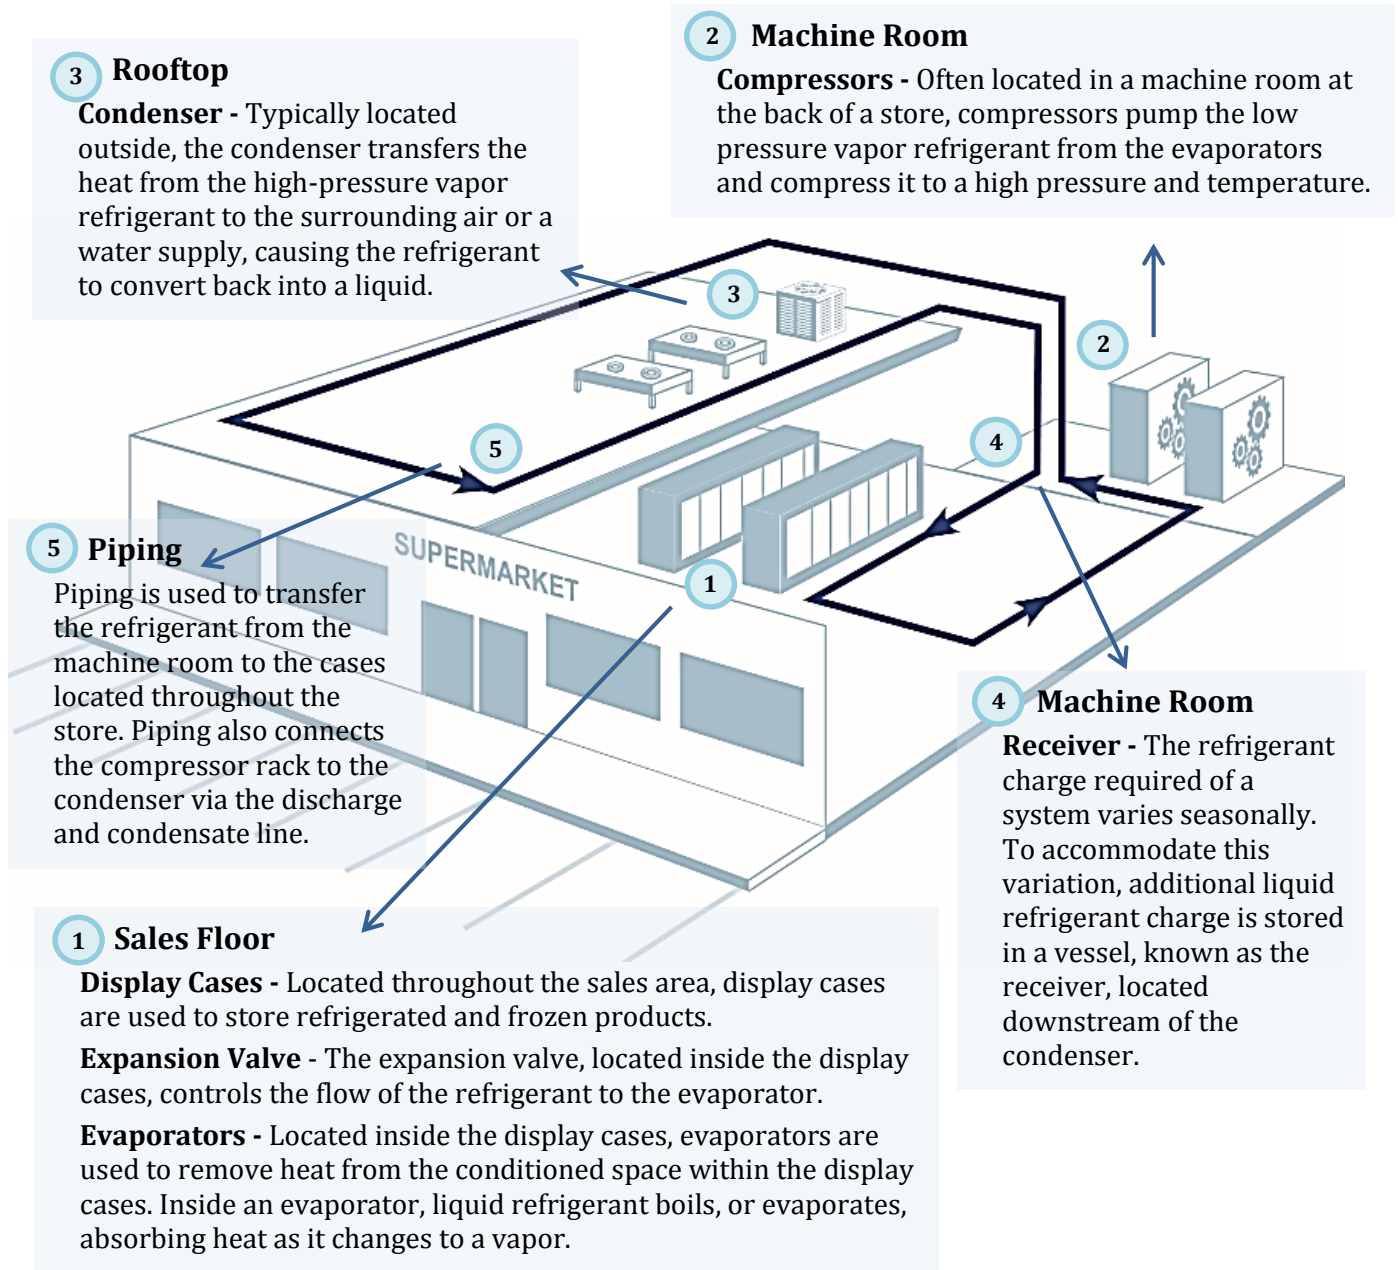 3 Rooftop
Condenser - Typically located
outside, the condenser transfers the
heat from the high-pressure vapor
refrigerant to the surrounding air or a
water supply, causing the refrigerant
to convert back into a liquid.
2 Machine Room
Compressors - Often located in a machine room at
the back of a store, compressors pump the low
pressure vapor refrigerant from the evaporators
and compress it to a high pressure and temperature.
3
2
5
4
1
SUPERMARKET
5 Piping
Piping is used to transfer
the refrigerant from the
machine room to the cases
located throughout the
store. Piping also connects
the compressor rack to the
condenser via the discharge
and condensate line.
4 Machine Room
Receiver - The refrigerant
charge required of a
system varies seasonally.
To accommodate this
variation, additional liquid
refrigerant charge is stored
in a vessel, known as the
receiver, located
downstream of the
condenser.
1 Sales Floor
Display Cases - Located throughout the sales area, display cases
are used to store refrigerated and frozen products.
Expansion Valve - The expansion valve, located inside the display
cases, controls the flow of the refrigerant to the evaporator.
Evaporators - Located inside the display cases, evaporators are
used to remove heat from the conditioned space within the display
cases. Inside an evaporator, liquid refrigerant boils, or evaporates,
absorbing heat as it changes to a vapor.